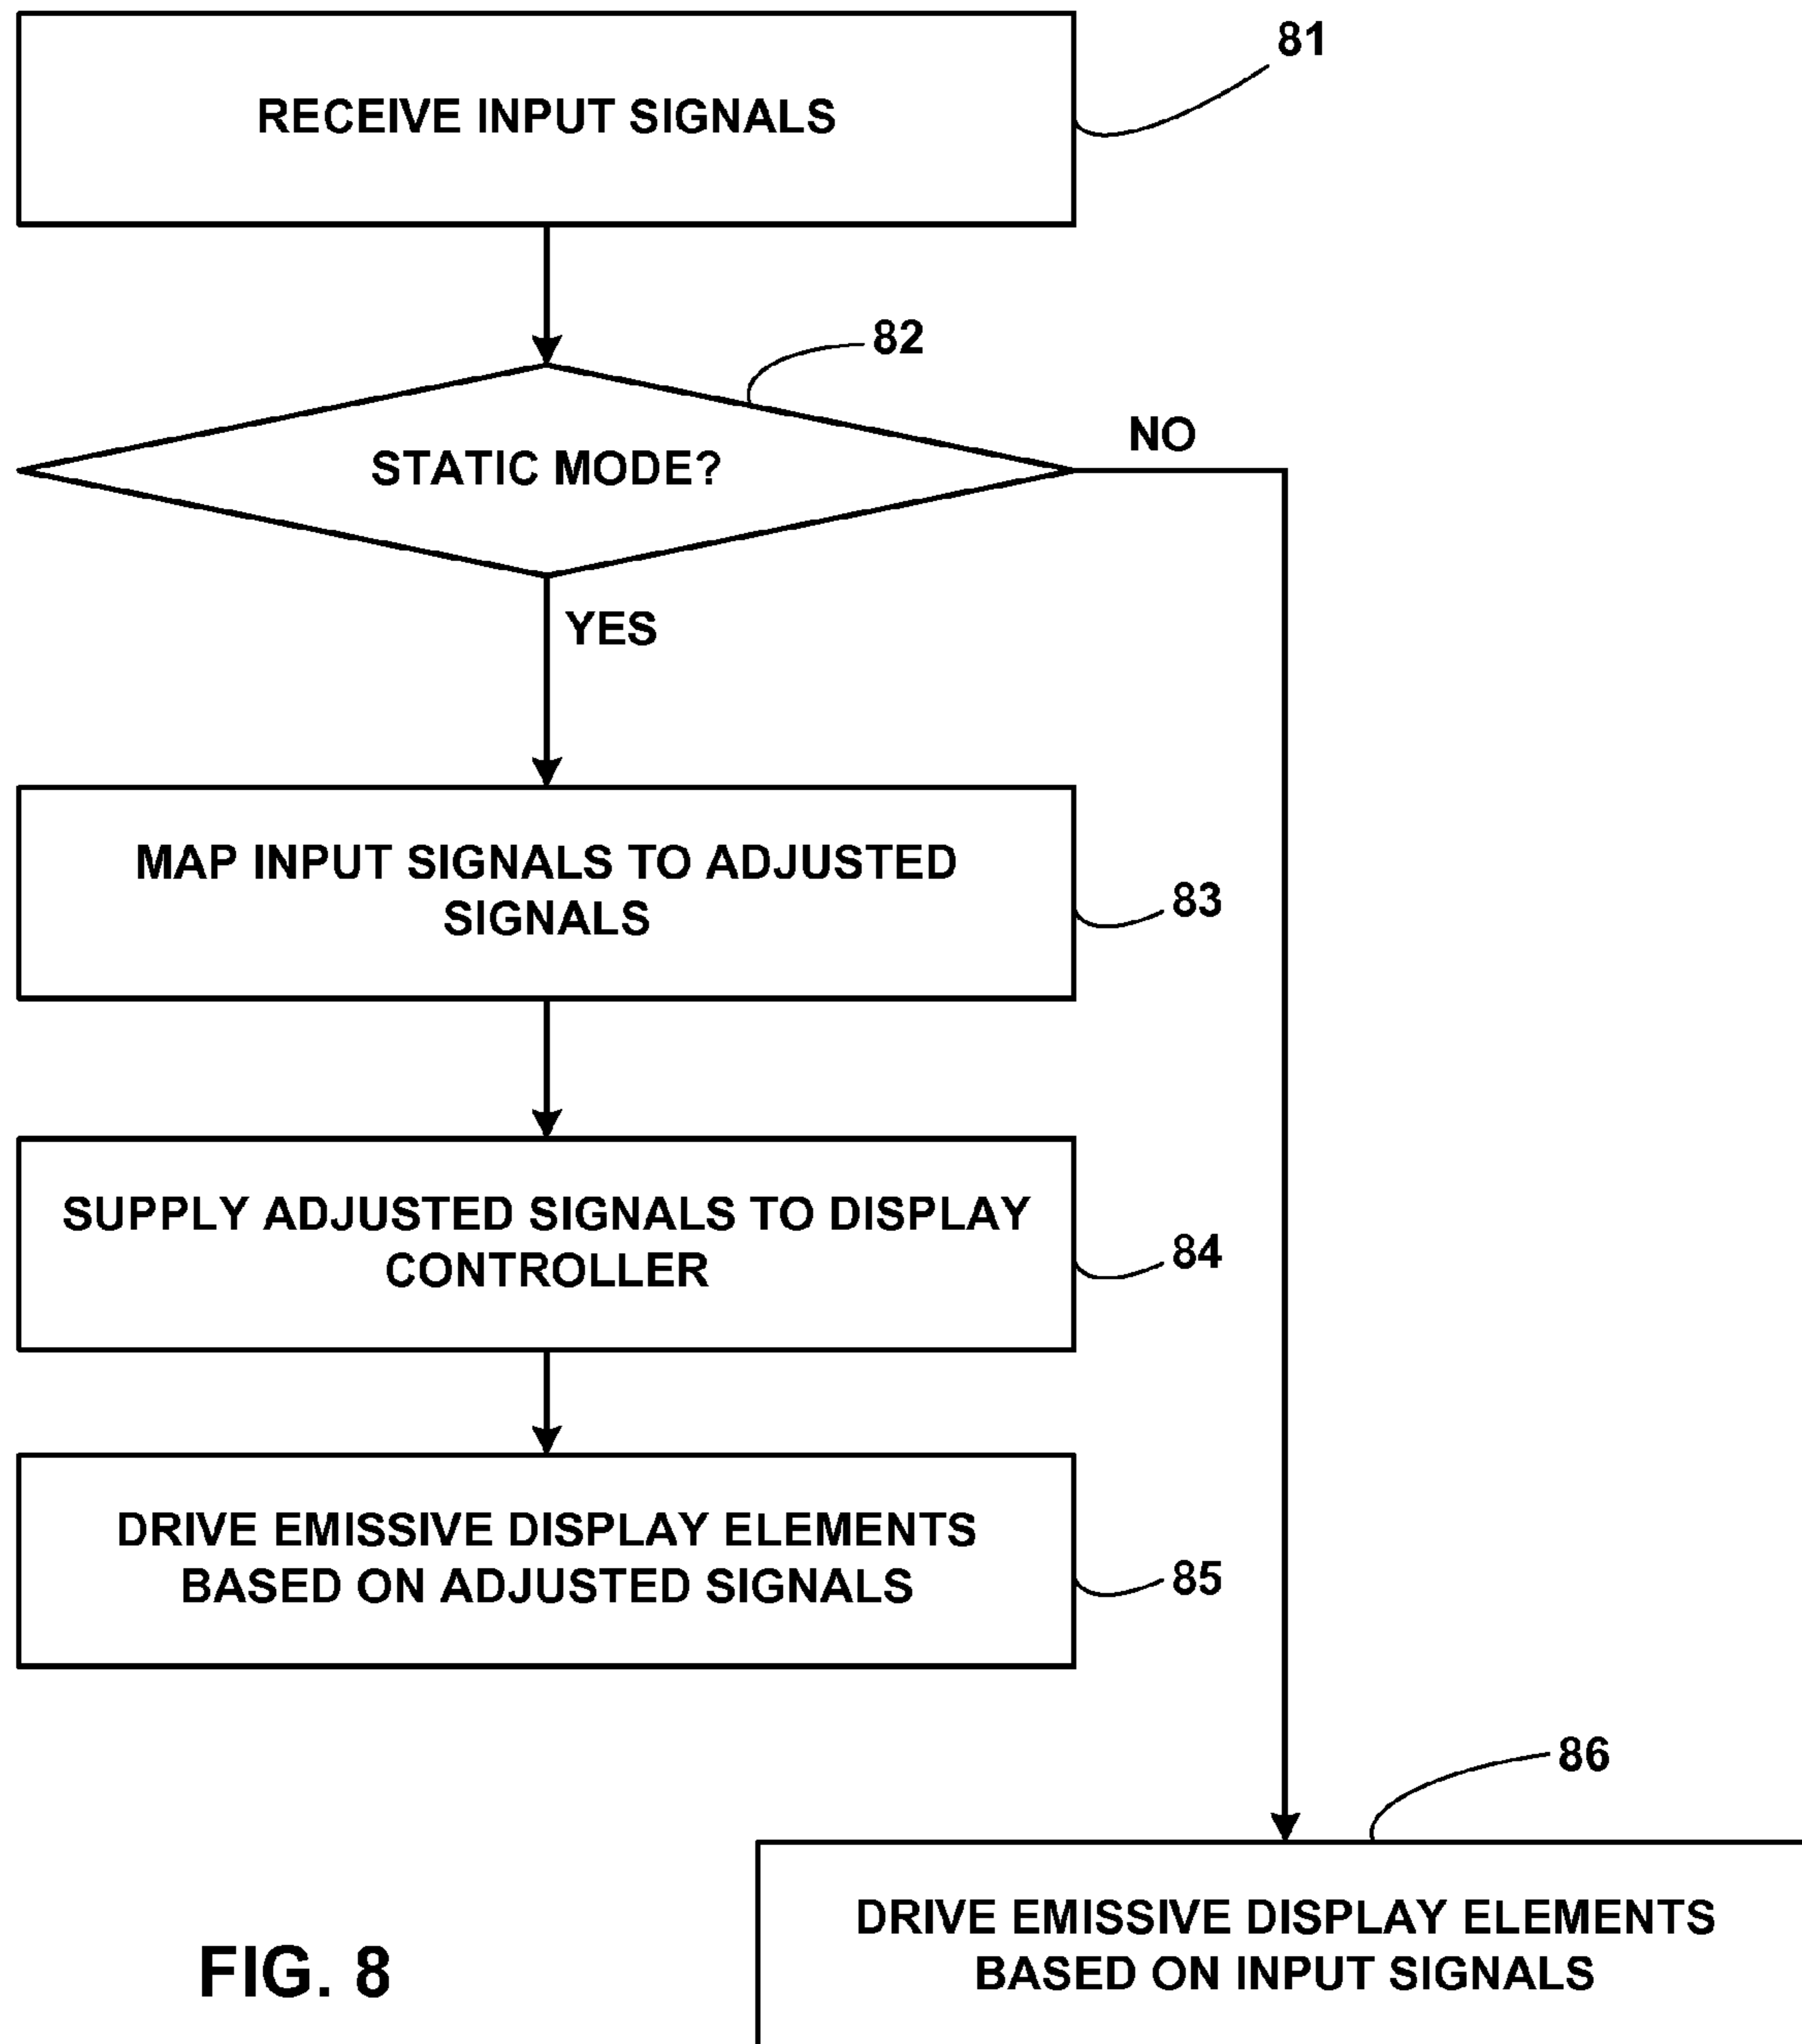 81
RECEIVE INPUT SIGNALS
82
NO
STATIC MODE?
YES
MAP INPUT SIGNALS TO ADJUSTED
SIGNALS
83
SUPPLY ADJUSTED SIGNALS TO DISPLAY
CONTROLLER
84
DRIVE EMISSIVE DISPLAY ELEMENTS
BASED ON ADJUSTED SIGNALS
85
86
DRIVE EMISSIVE DISPLAY ELEMENTS
BASED ON INPUT SIGNALS
FIG. 8